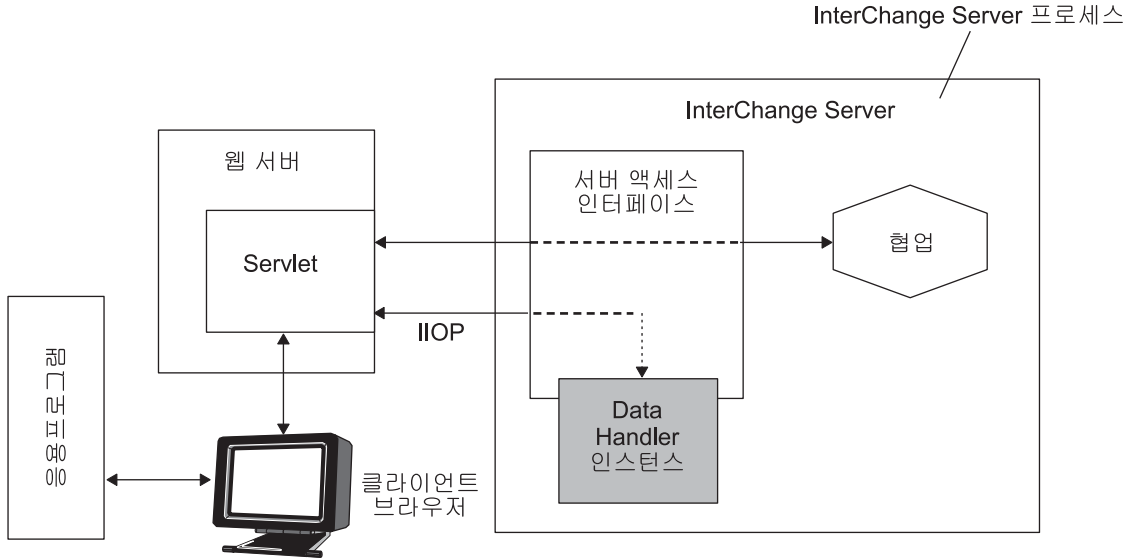 InterChange Server 프로세스
InterChange Server
웹 서버
서버 액세스
인터페이스
협업
Servlet
IIOP
응용프로그램
Data
Handler
인스턴스
클라이언트
브라우저